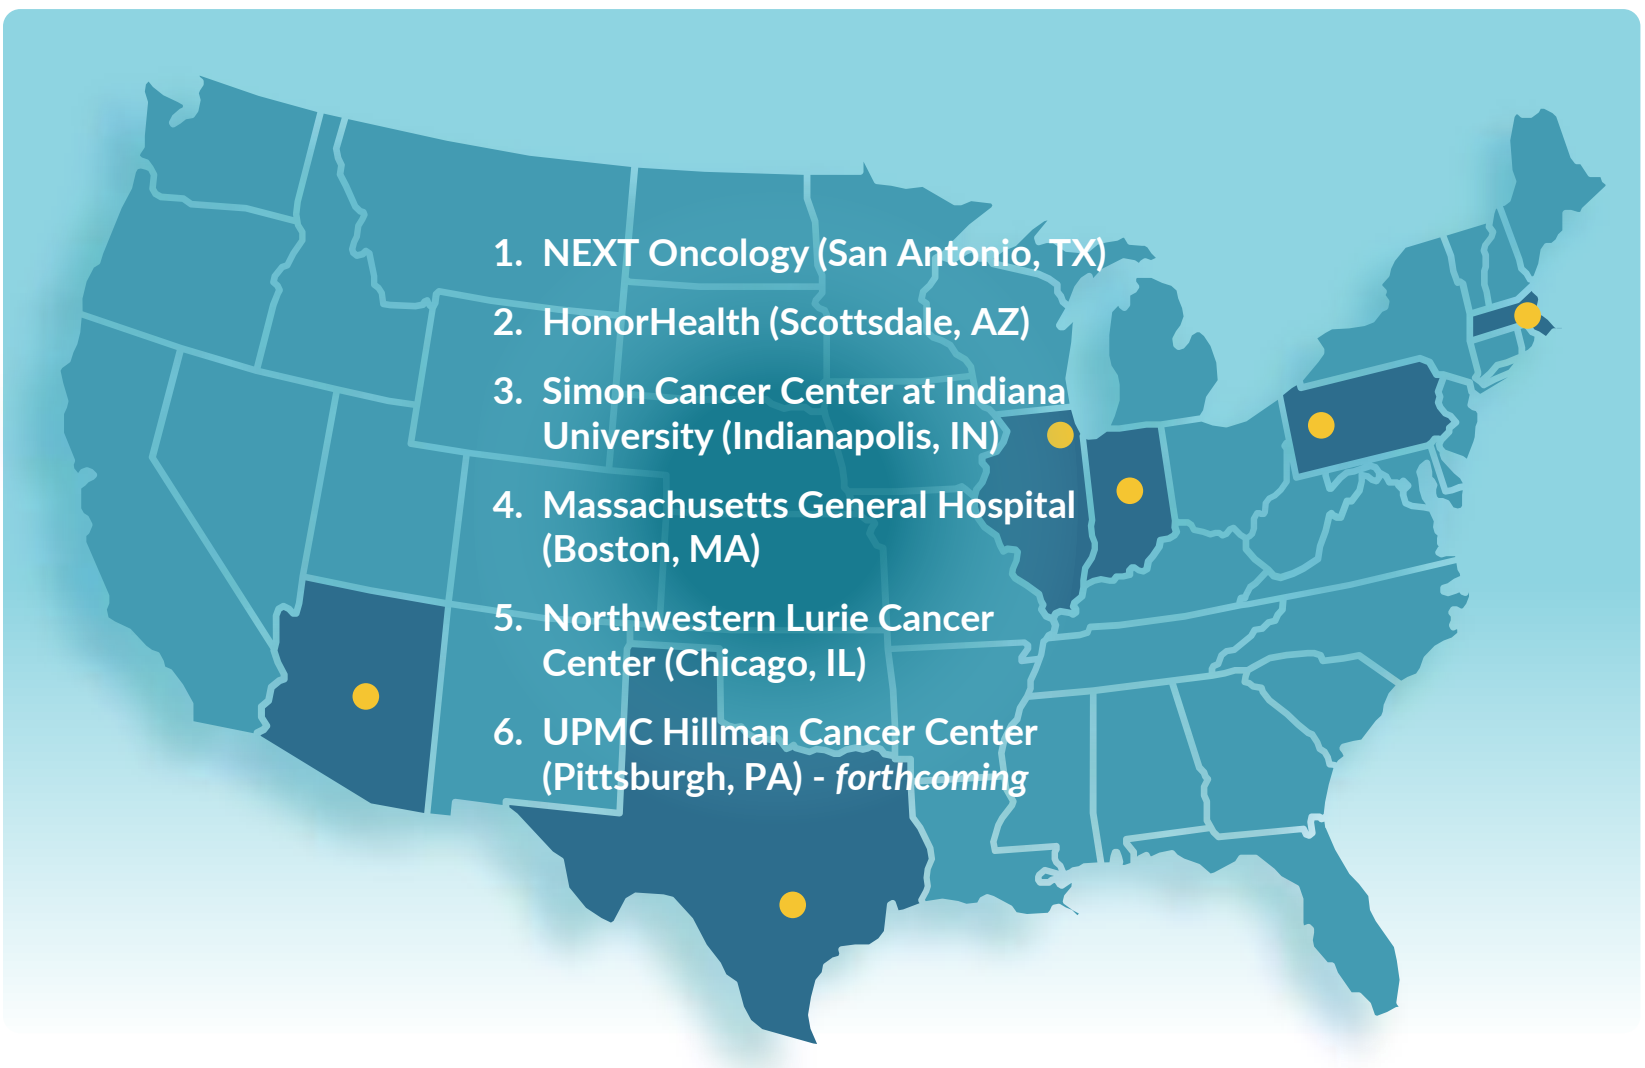 1. NEXT Oncology (San Antonio, TX)
2. HonorHealth (Scottsdale, AZ)
3. Simon Cancer Center at Indiana
University (Indianapolis, IN)
4. Massachusetts General Hospital
(Boston, MA)
5. Northwestern Lurie Cancer
Center (Chicago, IL)
6. UPMC Hillman Cancer Center
(Pittsburgh, PA) - forthcoming